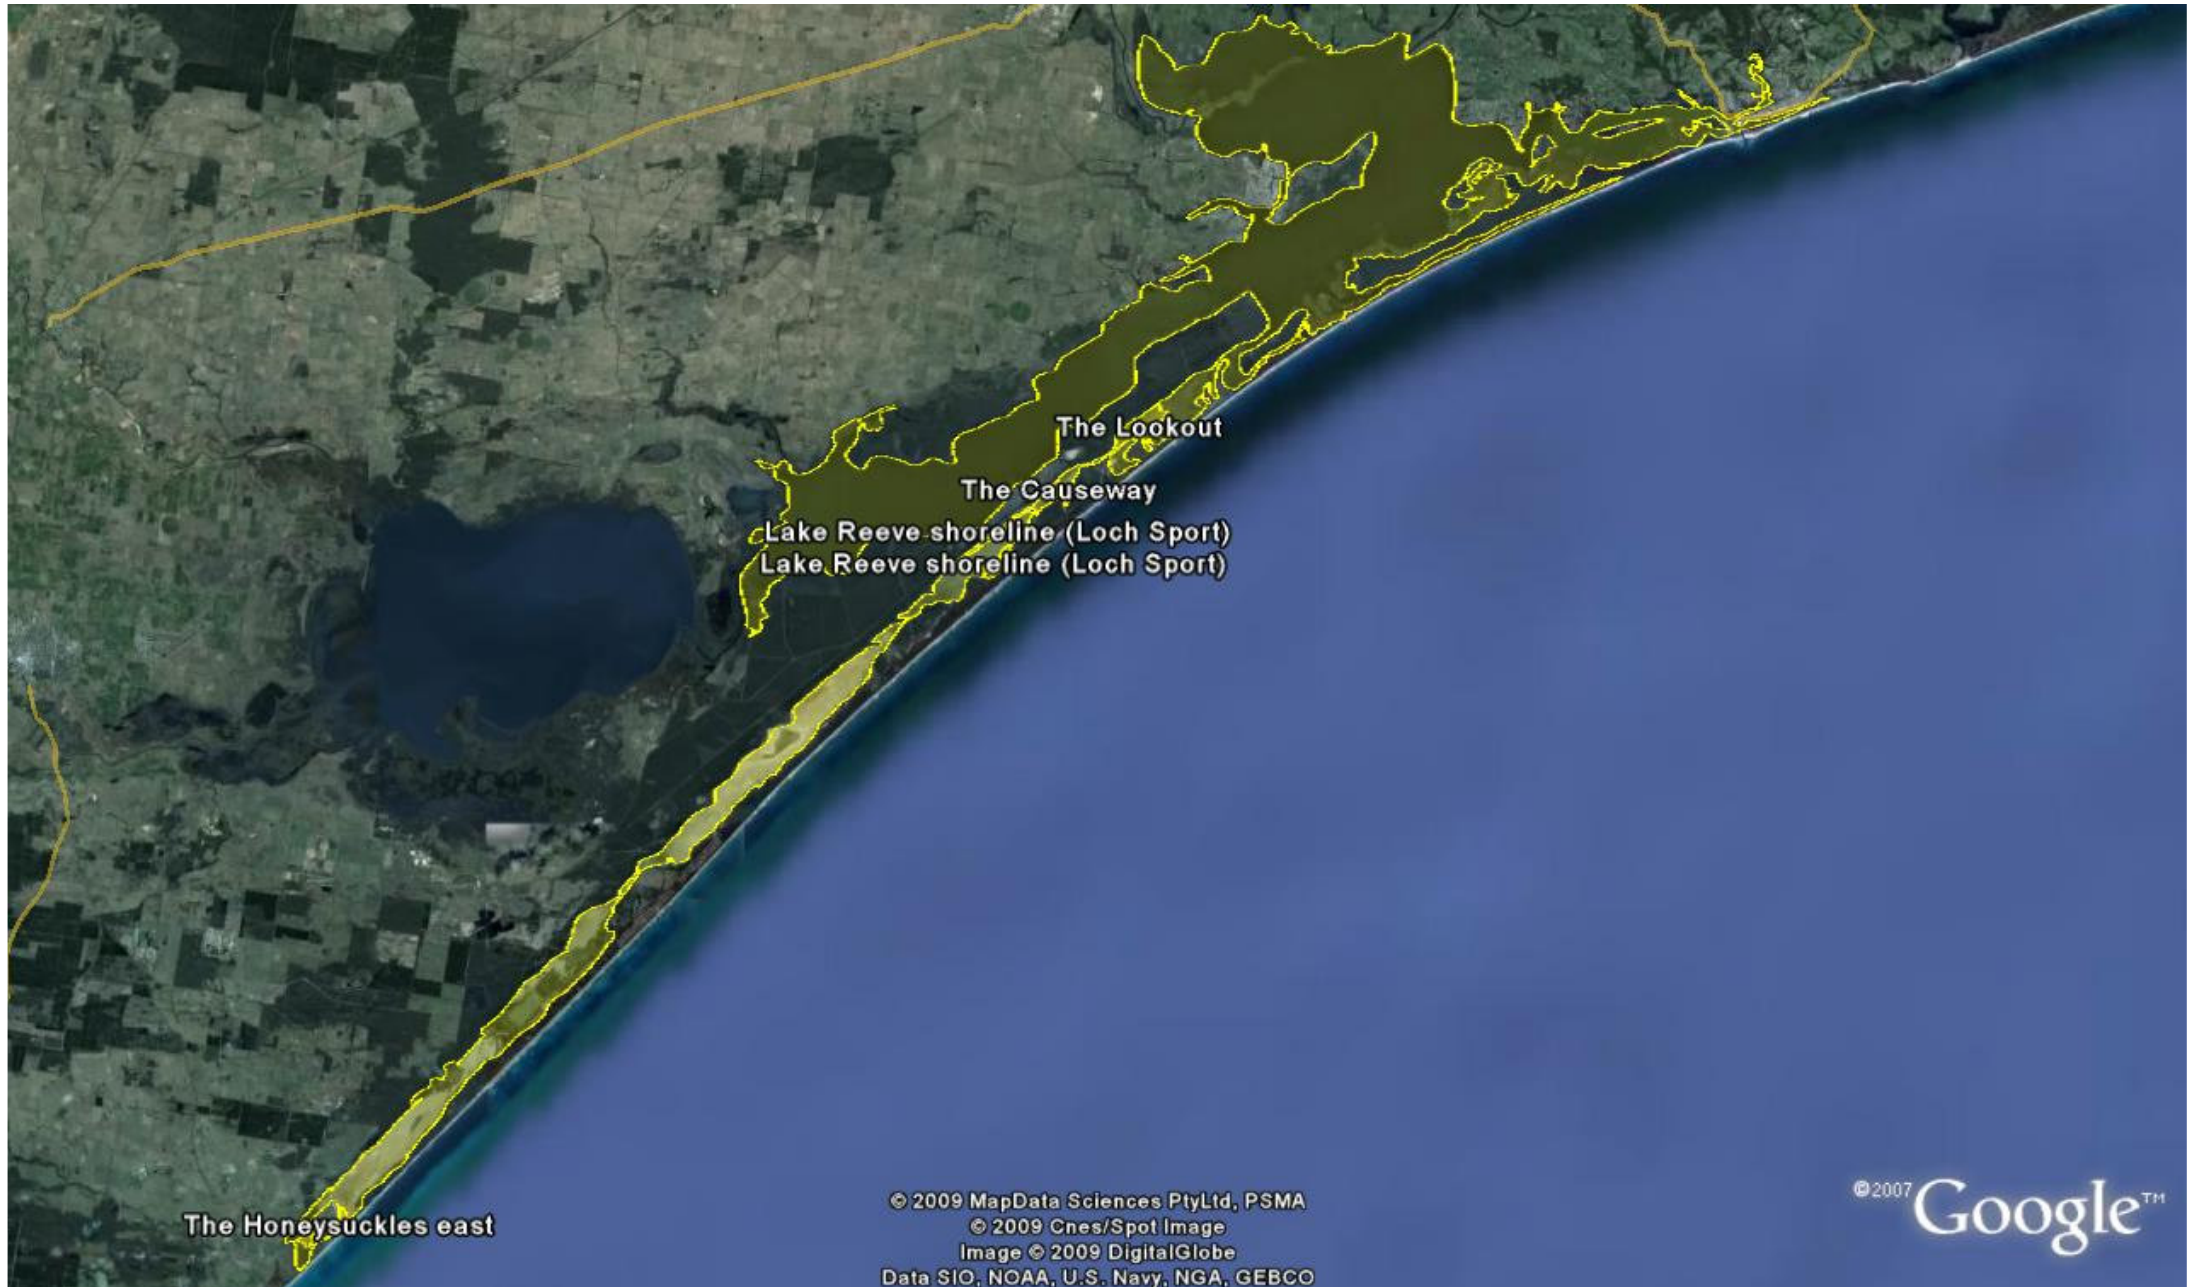 The Lookout
The Causeway
Lake Reeve shoreline (Loch Sport)
Lake Reeve shoreline (Loch Sport)
The Honeysuckles east
© 2009 MapData Sciences PtyLtd, PSMA
© 2009 Cnes/Spot Image
Image © 2009 DigitalGlobe
Data SIO, NOAA, U.S. Navy, NGA, GEBCO
©2007 Google™